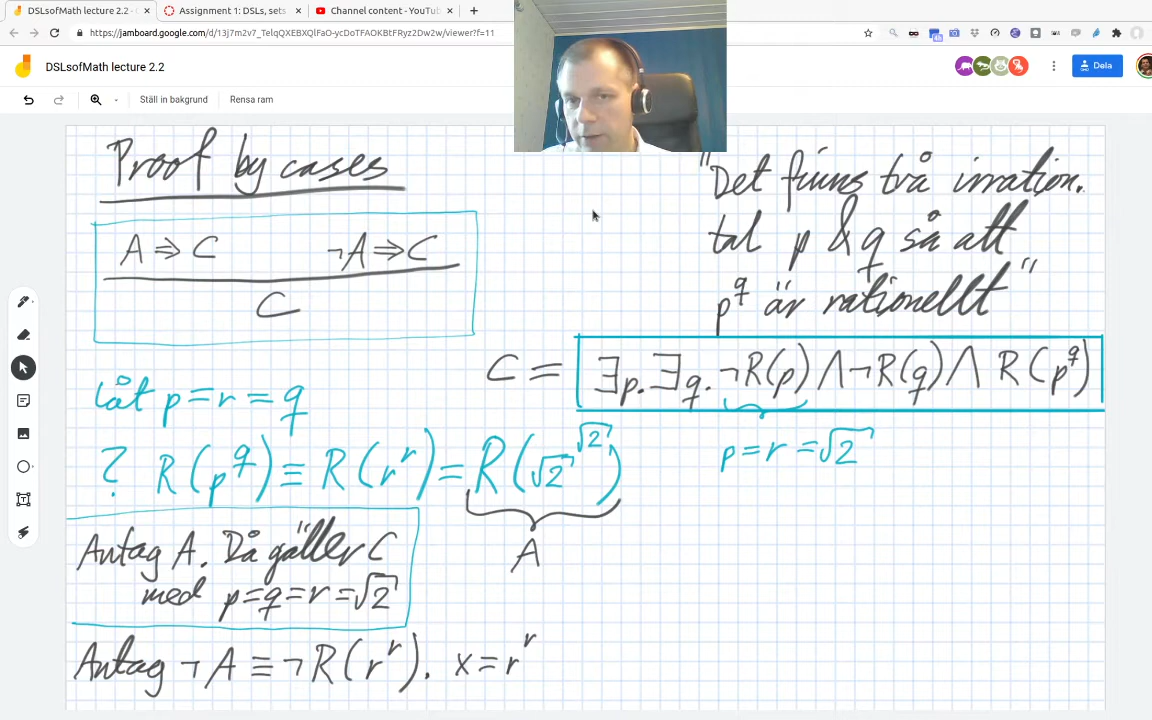 DSLsofMath lecture 2.2 -
Assignment 1: DSLs, sets
Channel content - YouTu
https://jamboard.google.com/d/13j7m2v7_TelqQXEBXQlFaO-ycDoTFAOKBtFRyz2Dw2w/viewer?f=11
DSLsofMath lecture 2.2
Dela
Ställ in bakgrund
Rensa ram
Proof by cases
"Det finns två irration.
tal p & q så att
p^q är rationellt"
A ⇒ C ¬A ⇒ C
C
C = ∃p. ∃q. ¬R(p) ∧ ¬R(q) ∧ R(p^q)
p = r = √2
låt p = r = q
? R(p^q) ≡ R(r^r) = R(√2^√2)
A
Antag A. Då gäller C
med p = q = r = √2
Antag ¬A ≡ ¬R(r^r). x = r^r